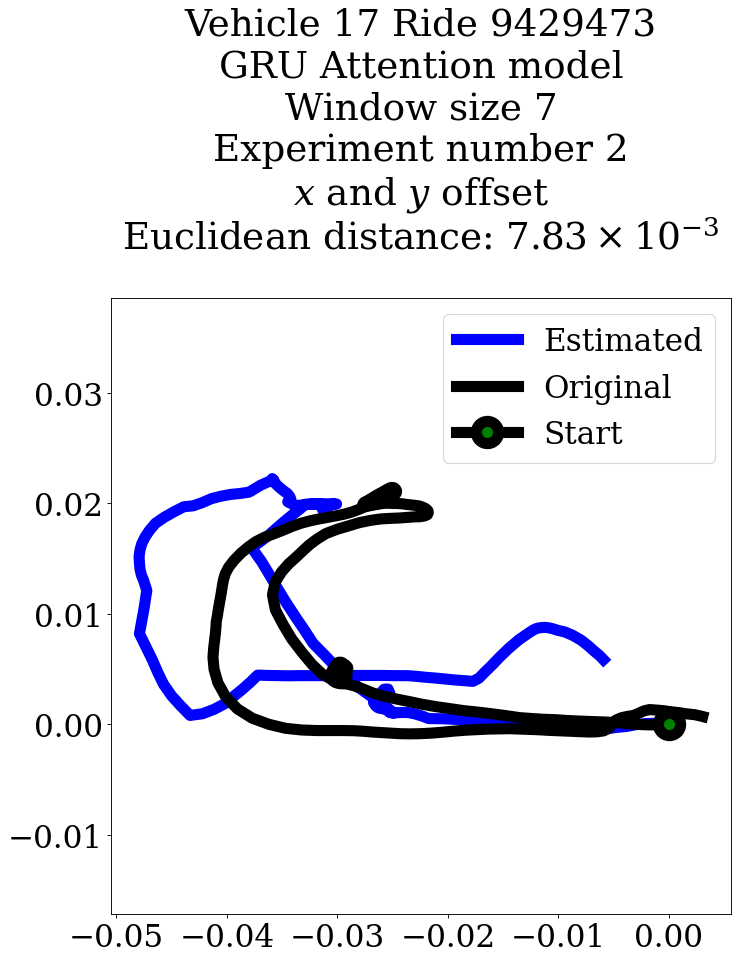 Vehicle 17 Ride 9429473
GRU Attention model
Window size 7
Experiment number 2
x and y offset
Euclidean distance: 7.83 × 10⁻³
Estimated
Original
Start
0.03
0.02
0.01
0.00
−0.01
−0.05 −0.04 −0.03 −0.02 −0.01 0.00